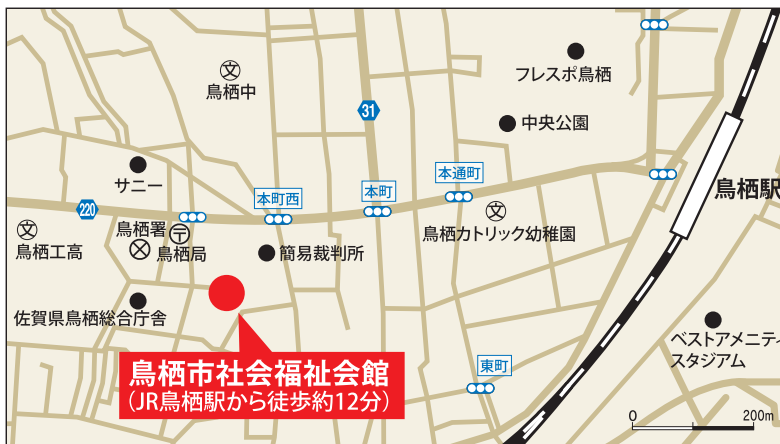 フレスポ鳥栖
文
鳥栖中
31
中央公園
サニー
本町西
本町
本通町
鳥栖駅
220
文
鳥栖工高
鳥栖署
鳥栖局
文
鳥栖カトリック幼稚園
簡易裁判所
佐賀県鳥栖総合庁舎
ベストアメニティ
スタジアム
鳥栖市社会福祉会館
(JR鳥栖駅から徒歩約12分)
東町
0 200m